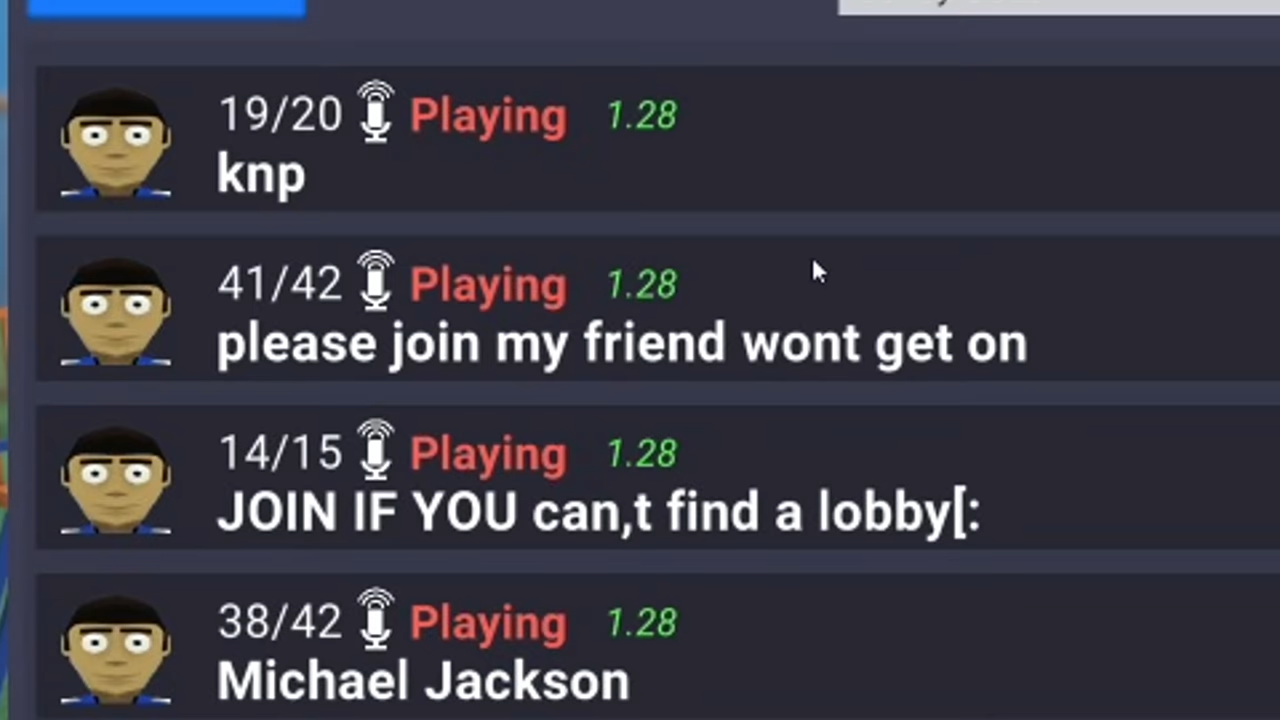 19/20 Playing 1.28
knp
41/42 Playing 1.28
please join my friend wont get on
14/15 Playing 1.28
JOIN IF YOU can,t find a lobby[:
38/42 Playing 1.28
Michael Jackson